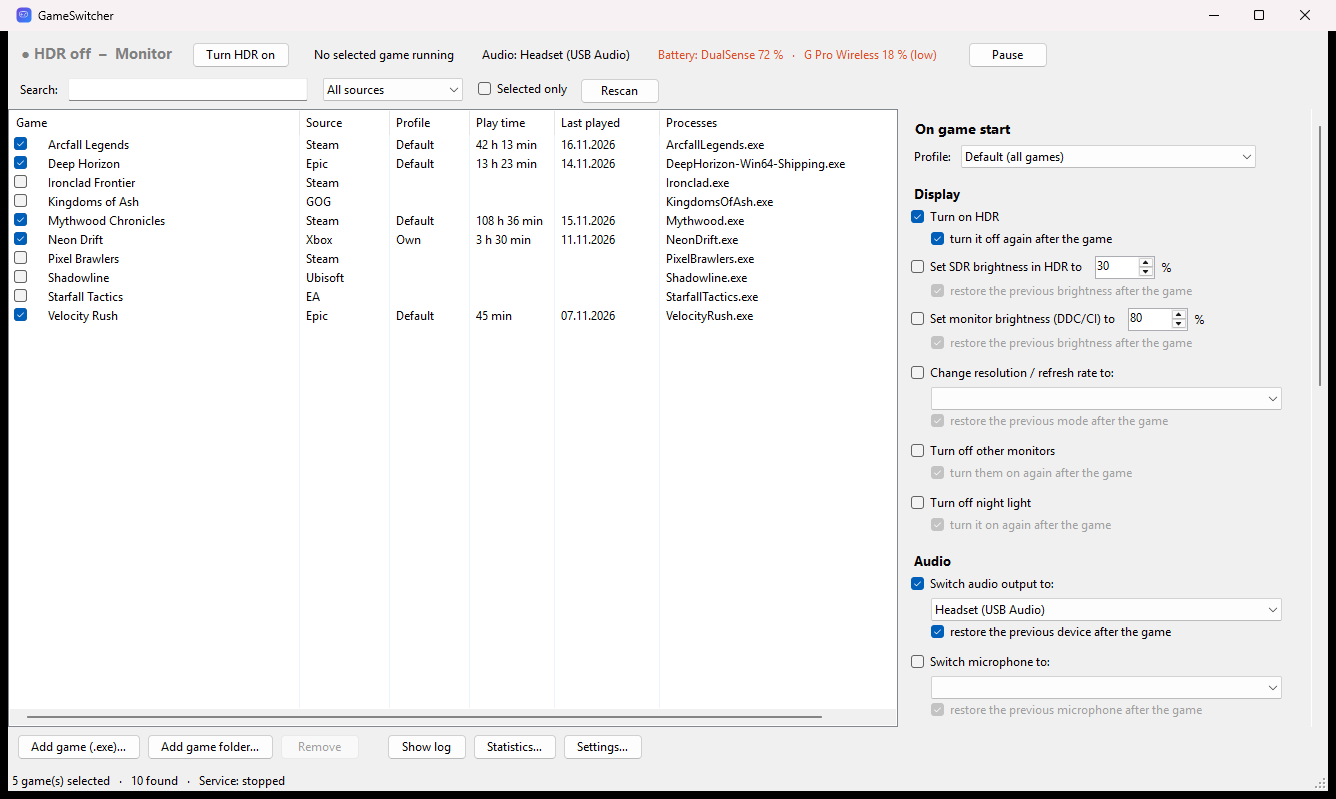 GameSwitcher
● HDR off – Monitor Turn HDR on No selected game running Audio: Headset (USB Audio) Battery: DualSense 72 % · G Pro Wireless 18 % (low) Pause
Search: All sources Selected only Rescan
Game Source Profile Play time Last played Processes
Arcfall Legends Steam Default 42 h 13 min 16.11.2026 ArcfallLegends.exe
Deep Horizon Epic Default 13 h 23 min 14.11.2026 DeepHorizon-Win64-Shipping.exe
Ironclad Frontier Steam Ironclad.exe
Kingdoms of Ash GOG KingdomsOfAsh.exe
Mythwood Chronicles Steam Default 108 h 36 min 15.11.2026 Mythwood.exe
Neon Drift Xbox Own 3 h 30 min 11.11.2026 NeonDrift.exe
Pixel Brawlers Steam PixelBrawlers.exe
Shadowline Ubisoft Shadowline.exe
Starfall Tactics EA StarfallTactics.exe
Velocity Rush Epic Default 45 min 07.11.2026 VelocityRush.exe
On game start
Profile: Default (all games)
Display
Turn on HDR
turn it off again after the game
Set SDR brightness in HDR to 30 %
restore the previous brightness after the game
Set monitor brightness (DDC/CI) to 80 %
restore the previous brightness after the game
Change resolution / refresh rate to:
restore the previous mode after the game
Turn off other monitors
turn them on again after the game
Turn off night light
turn it on again after the game
Audio
Switch audio output to:
Headset (USB Audio)
restore the previous device after the game
Switch microphone to:
restore the previous microphone after the game
Add game (.exe)... Add game folder... Remove Show log Statistics... Settings...
5 game(s) selected · 10 found · Service: stopped